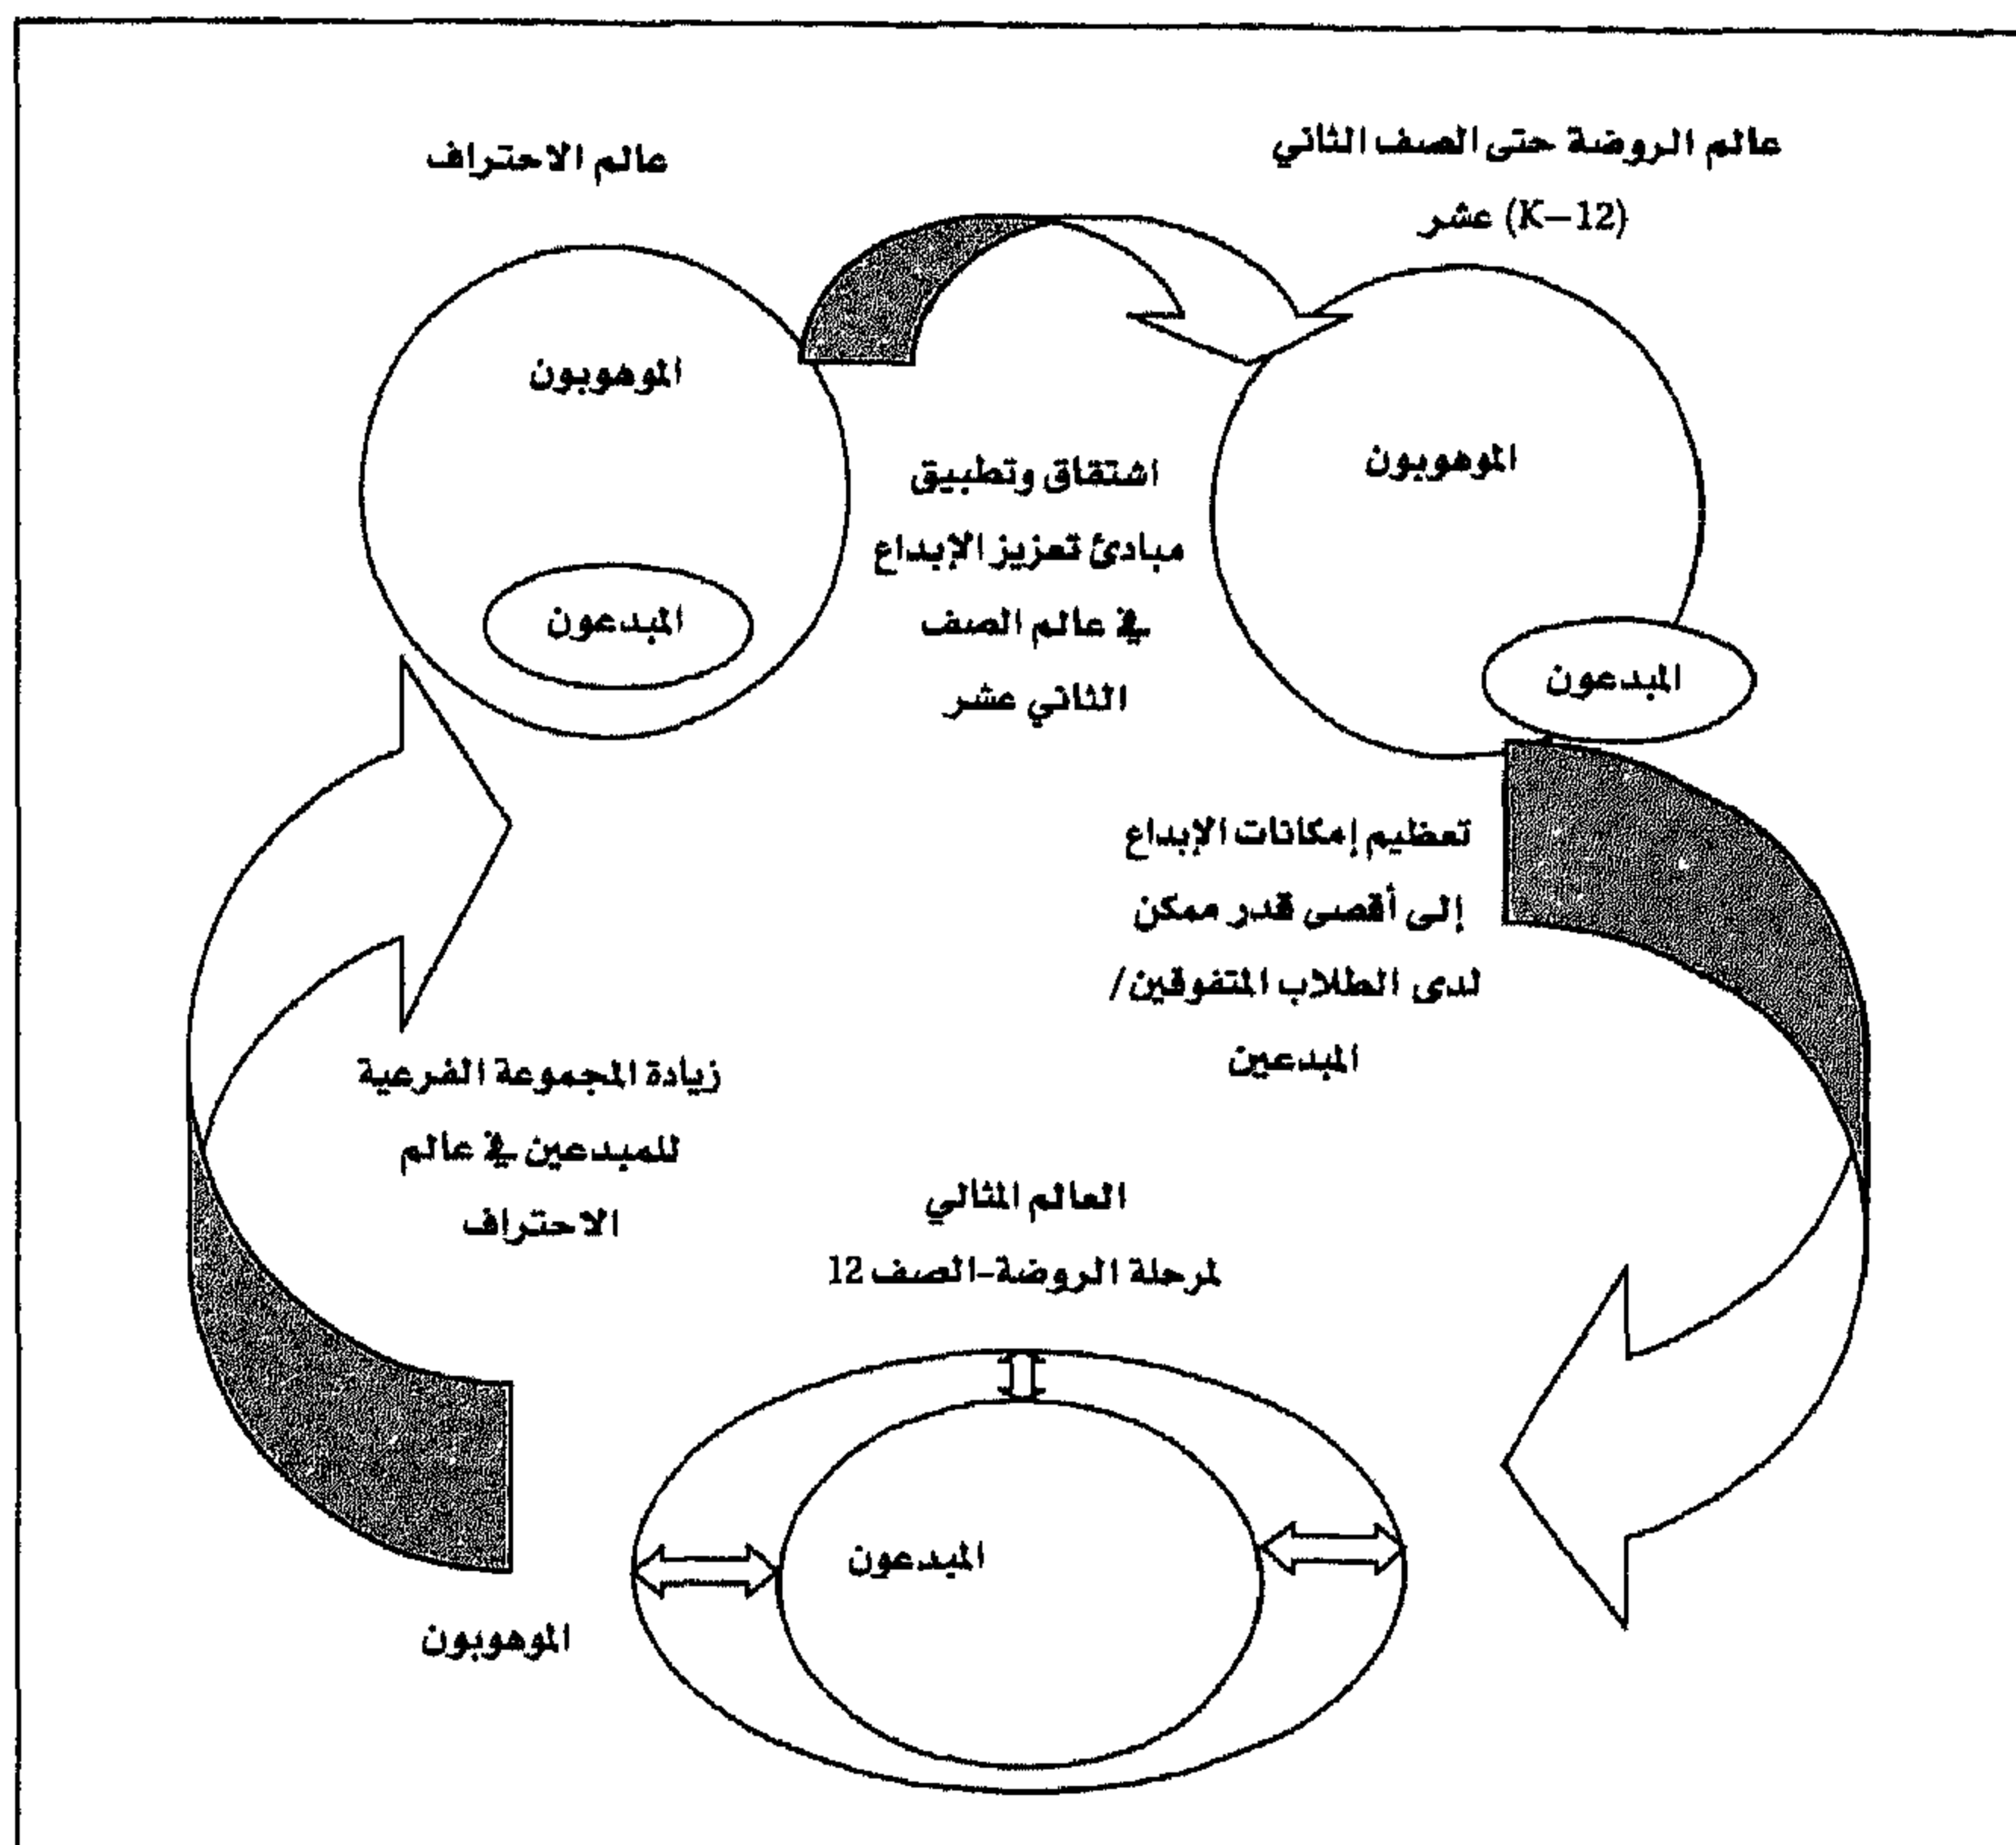 عالم الروضة حتى الصف الثاني
عشر (K–12)
عالم الاحتراف
الموهوبون
المبدعون
الموهوبون
المبدعون
اشتقاق وتطبيق
مبادئ تعزيز الإبداع
في عالم الصف
الثاني عشر
تعظيم إمكانات الإبداع
إلى أقصى قدر ممكن
لدى الطلاب المتفوقين/
المبدعين
زيادة المجموعة الفرعية
للمبدعين في عالم
الاحتراف
العالم المثالي
لمرحلة الروضة-الصف 12
المبدعون
الموهوبون